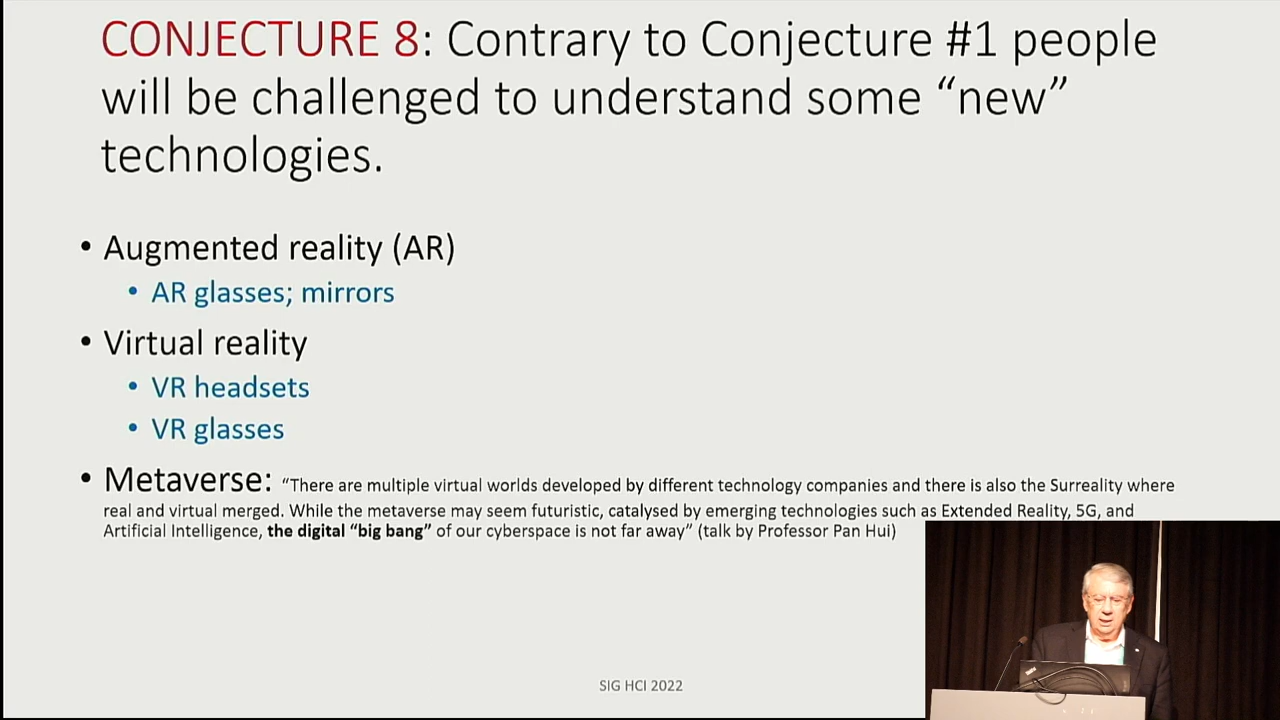 CONJECTURE 8: Contrary to Conjecture #1 people
will be challenged to understand some “new”
technologies.
• Augmented reality (AR)
• AR glasses; mirrors
• Virtual reality
• VR headsets
• VR glasses
• Metaverse: “There are multiple virtual worlds developed by different technology companies and there is also the Surreality where
real and virtual merged. While the metaverse may seem futuristic, catalysed by emerging technologies such as Extended Reality, 5G, and
Artificial Intelligence, the digital “big bang” of our cyberspace is not far away” (talk by Professor Pan Hui)
SIG HCI 2022